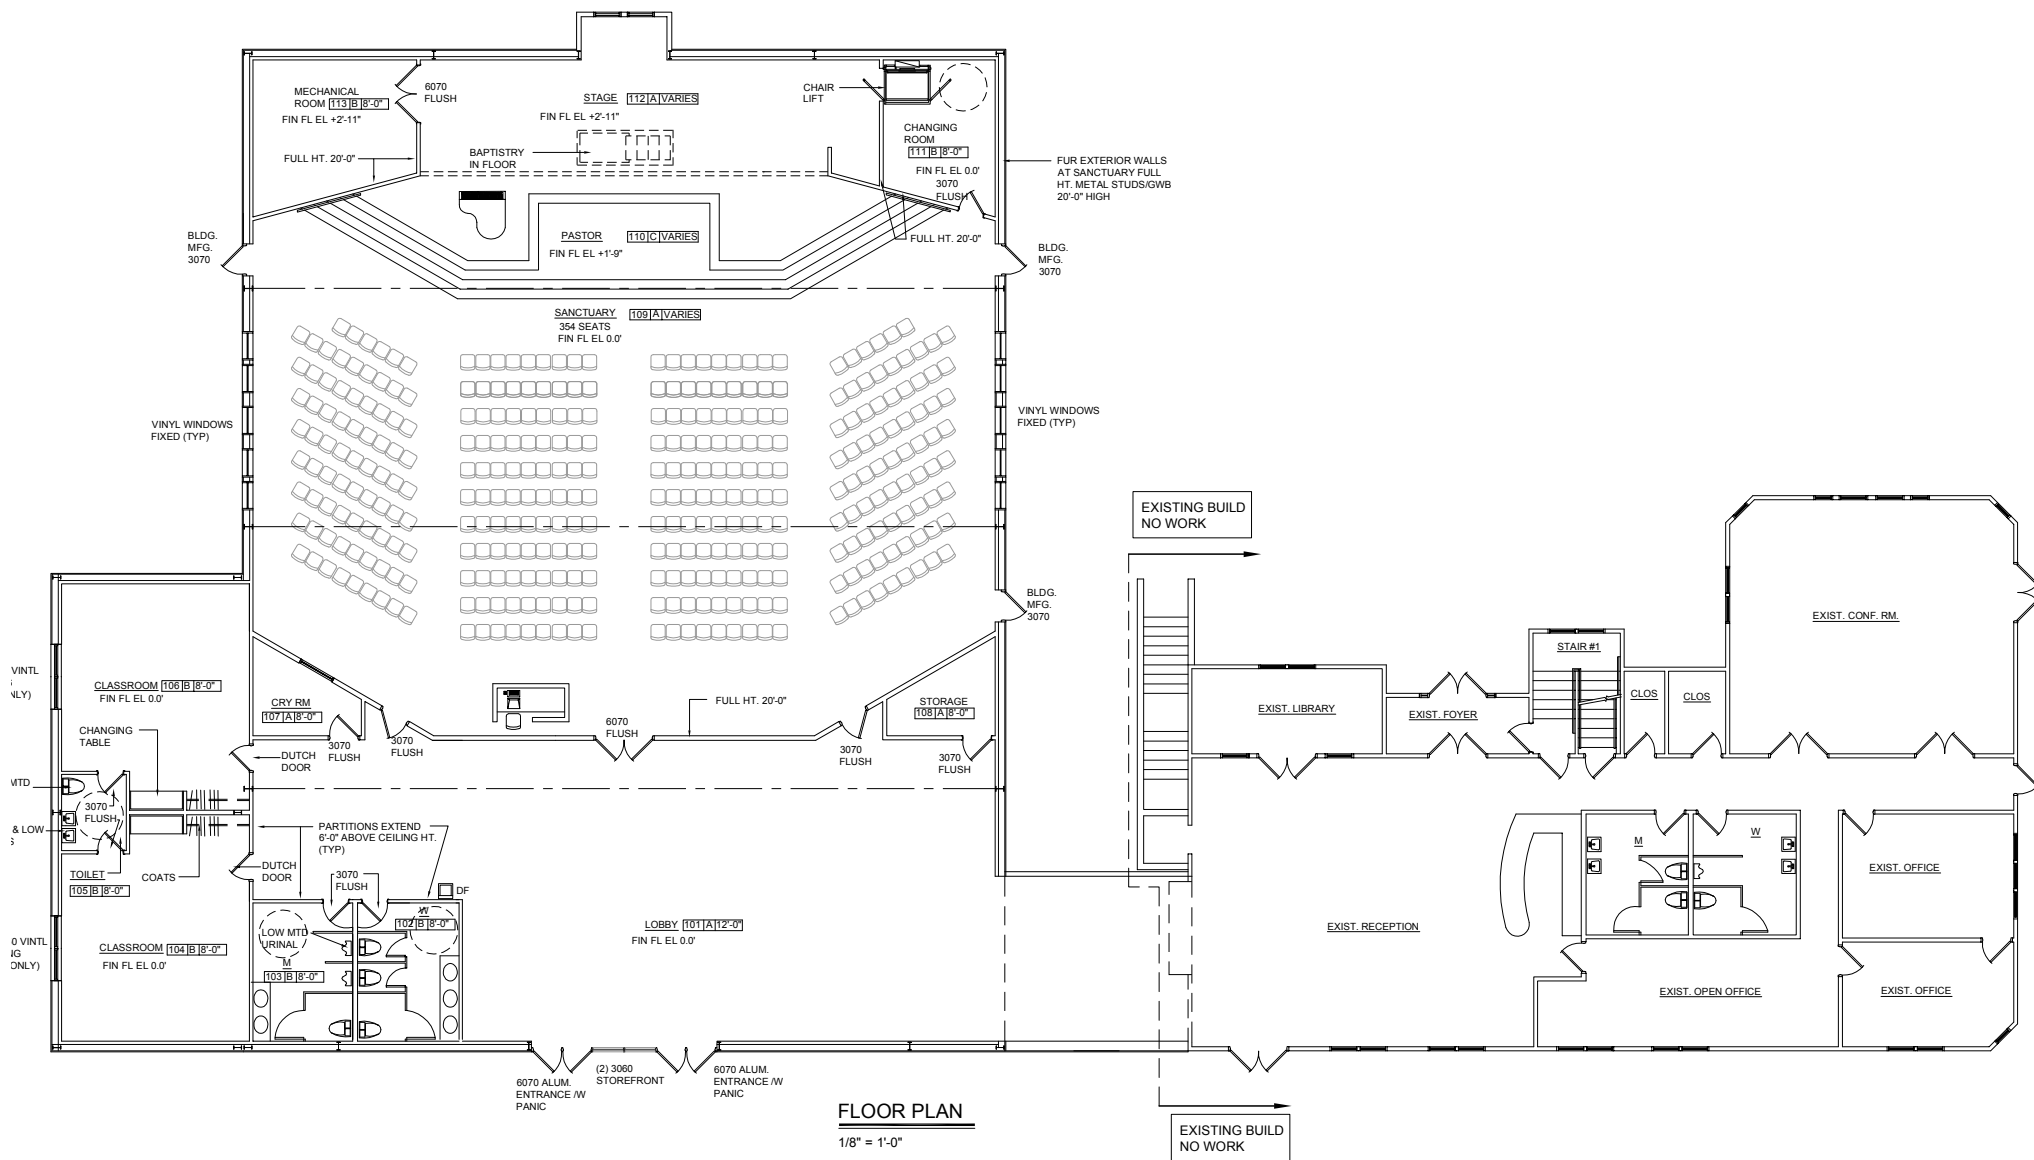 MECHANICAL
ROOM 113 B 8'-0"
FIN FL EL +2'-11"
6070
FLUSH
STAGE 112 A VARIES
FIN FL EL +2'-11"
CHAIR
LIFT
CHANGING
ROOM
111 B 8'-0"
FIN FL EL 0.0'
3070
FLUSH
FULL HT. 20'-0"
BAPTISTRY
IN FLOOR
FUR EXTERIOR WALLS
AT SANCTUARY FULL
HT. METAL STUDS/GWB
20'-0" HIGH
BLDG.
MFG.
3070
PASTOR 110 C VARIES
FIN FL EL +1'-9"
FULL HT. 20'-0"
BLDG.
MFG.
3070
SANCTUARY 109 A VARIES
354 SEATS
FIN FL EL 0.0'
VINYL WINDOWS
FIXED (TYP)
VINYL WINDOWS
FIXED (TYP)
EXISTING BUILD
NO WORK
BLDG.
MFG.
3070
EXIST. CONF. RM.
STAIR #1
VINTL
NLY)
CLASSROOM 106 B 8'-0"
FIN FL EL 0.0'
CRY RM
107 A 8'-0"
FULL HT. 20'-0"
STORAGE
108 A 8'-0"
EXIST. LIBRARY
EXIST. FOYER
CLOS
CLOS
CHANGING
TABLE
DUTCH
DOOR
3070
FLUSH
3070
FLUSH
6070
FLUSH
3070
FLUSH
3070
FLUSH
MTD
3070
FLUSH
& LOW
S
PARTITIONS EXTEND
6'-0" ABOVE CEILING HT.
(TYP)
DUTCH
DOOR
TOILET
105 B 8'-0"
COATS
3070
FLUSH
DF
M
W
EXIST. OFFICE
W
102 B 8'-0"
LOBBY 101 A 12'-0"
FIN FL EL 0.0'
EXIST. RECEPTION
LOW MTD
URINAL
M
103 B 8'-0"
0 VINTL
NG
ONLY)
CLASSROOM 104 B 8'-0"
FIN FL EL 0.0'
EXIST. OPEN OFFICE
EXIST. OFFICE
6070 ALUM.
ENTRANCE /W
PANIC
(2) 3060
STOREFRONT
6070 ALUM.
ENTRANCE /W
PANIC
FLOOR PLAN
1/8" = 1'-0"
EXISTING BUILD
NO WORK